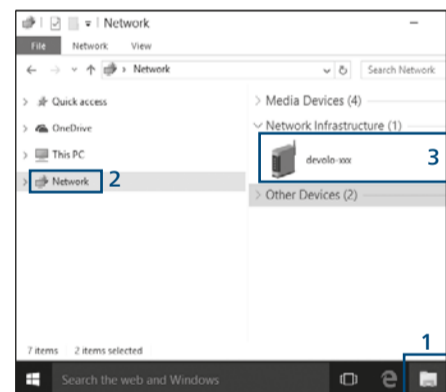 Network
File Network View
Network Search Network
Quick access
OneDrive
This PC
Network 2
Media Devices (4)
Network Infrastructure (1)
devolo-xxx 3
Other Devices (2)
7 items 2 items selected
1
Search the web and Windows